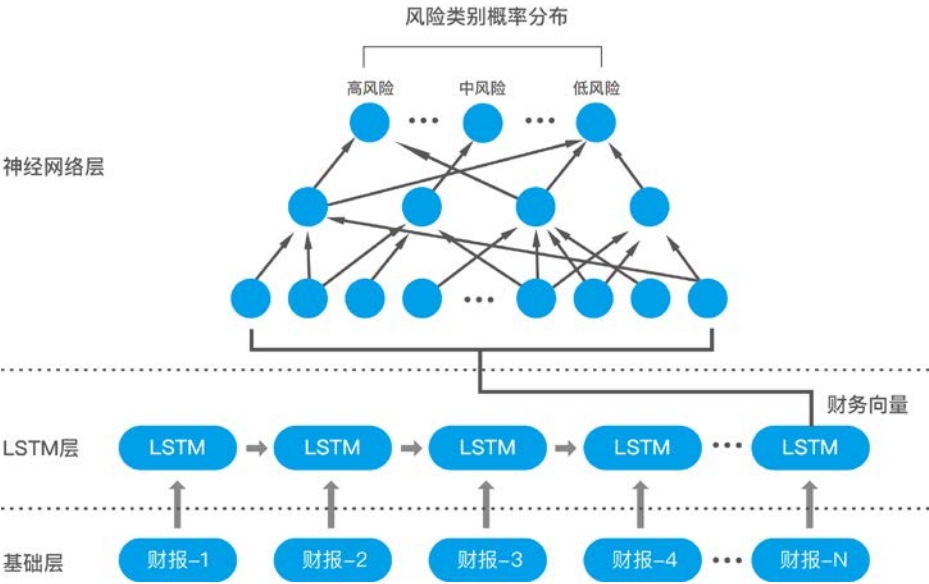 风险类别概率分布
高风险 ••• 中风险 ••• 低风险
神经网络层
•••
财务向量
LSTM层 LSTM LSTM LSTM LSTM ••• LSTM
基础层 财报-1 财报-2 财报-3 财报-4 ••• 财报-N